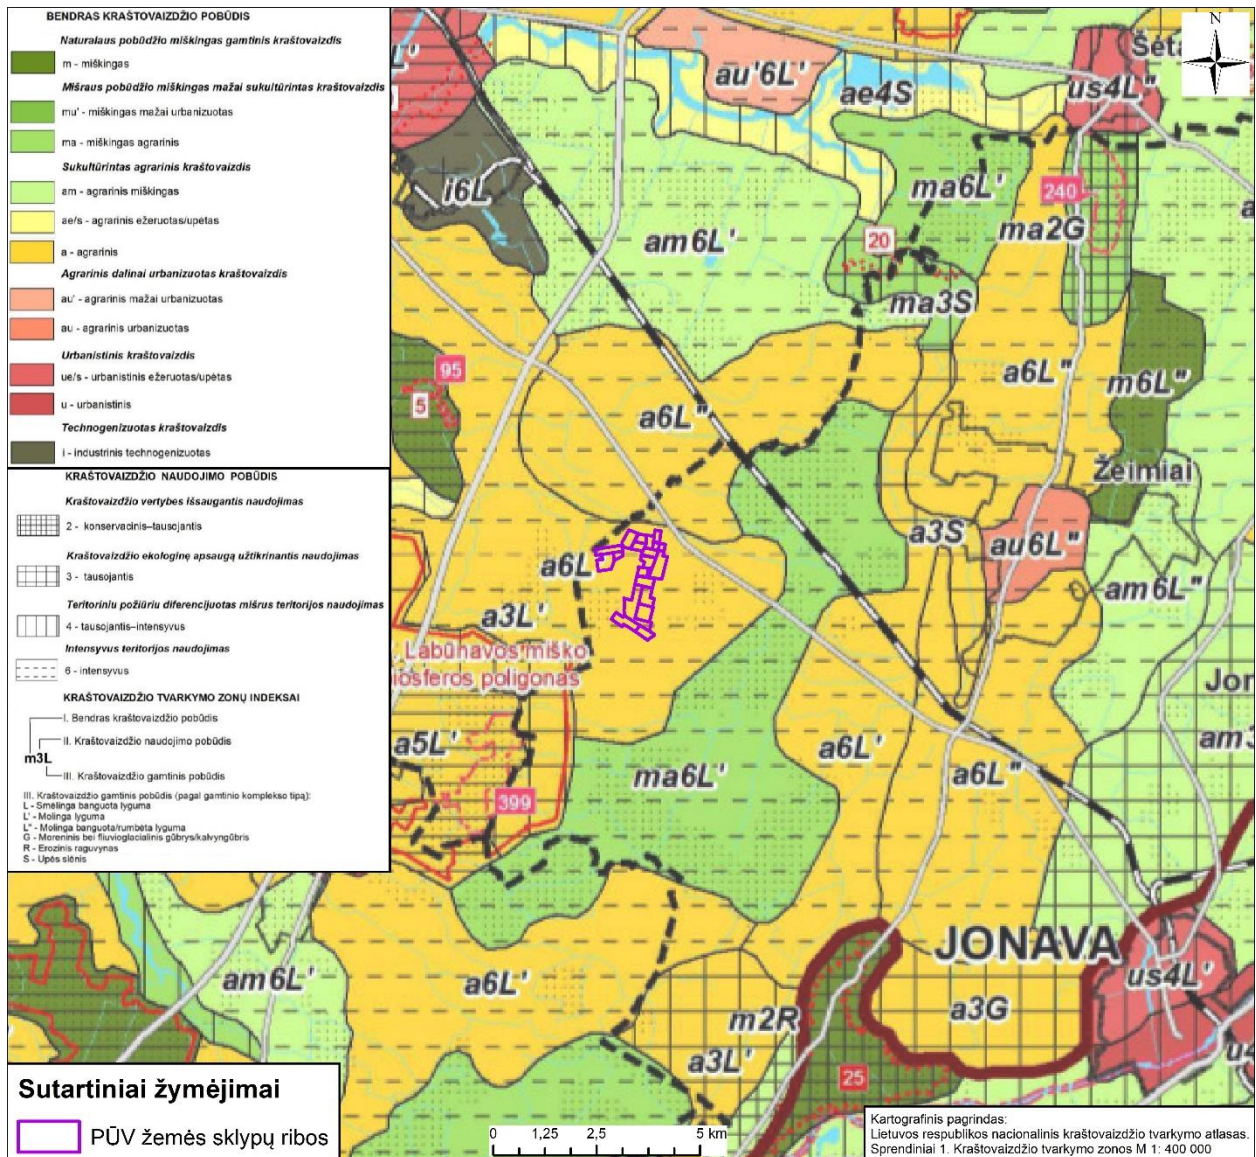 BENDRAS KRAŠTOVAIZDŽIO POBŪDIS
Natūralaus pobūdžio miškingas gamtinis kraštovaizdis
m - miškingas
Mišraus pobūdžio miškingas mažai sukultūrintas kraštovaizdis
mu' - miškingas mažai urbanizuotas
ma - miškingas agrarinis
Sukultūrintas agrarinis kraštovaizdis
am - agrarinis miškingas
ae/s - agrarinis ežeruotas/upėtas
a - agrarinis
Agrarinis dalinai urbanizuotas kraštovaizdis
au' - agrarinis mažai urbanizuotas
au - agrarinis urbanizuotas
Urbanistinis kraštovaizdis
ue/s - urbanistinis ežeruotas/upėtas
u - urbanistinis
Technogenizuotas kraštovaizdis
i - industrinis technogenizuotas
KRAŠTOVAIZDŽIO NAUDOJIMO POBŪDIS
Kraštovaizdžio vertybes išsaugantis naudojimas
2 - konservacinis–tausojantis
Kraštovaizdžio ekologinę apsaugą užtikrinantis naudojimas
3 - tausojantis
Teritoriniu požiūriu diferencijuotas mišrus teritorijos naudojimas
4 - tausojantis–intensyvus
Intensyvus teritorijos naudojimas
6 - intensyvus
KRAŠTOVAIZDŽIO TVARKYMO ZONŲ INDEKSAI
I. Bendras kraštovaizdžio pobūdis
II. Kraštovaizdžio naudojimo pobūdis
m3L
III. Kraštovaizdžio gamtinis pobūdis
III. Kraštovaizdžio gamtinis pobūdis (pagal gamtinio komplekso tipą):
L - Smėlinga banguota lyguma
L' - Molinga lyguma
L" - Molinga banguota/rumbėta lyguma
G - Moreninis bei fliuvioglacialinis gūbrys/kalvyngūbris
R - Erozinis raguvynas
S - Upės slėnis
N
L'
au'6L'
ae4S
Šėta
us4L"
i6L
ma6L'
240
am6L'
20
ma2G
a
ma3S
95
5
a6L"
a6L"
m6L"
Žeimiai
a3S
au6L"
a6L
am6L"
a3L'
Labūnavos miško
iosferos poligonas
Jon
a5L'
a6L'
am3
ma6L'
a6L"
399
JONAVA
am6L'
a6L'
us4L'
m2R
a3G
a3L'
us
25
Sutartiniai žymėjimai
PŪV žemės sklypų ribos
0 1,25 2,5 5 km
Kartografinis pagrindas:
Lietuvos respublikos nacionalinis kraštovaizdžio tvarkymo atlasas.
Sprendiniai 1. Kraštovaizdžio tvarkymo zonos M 1: 400 000